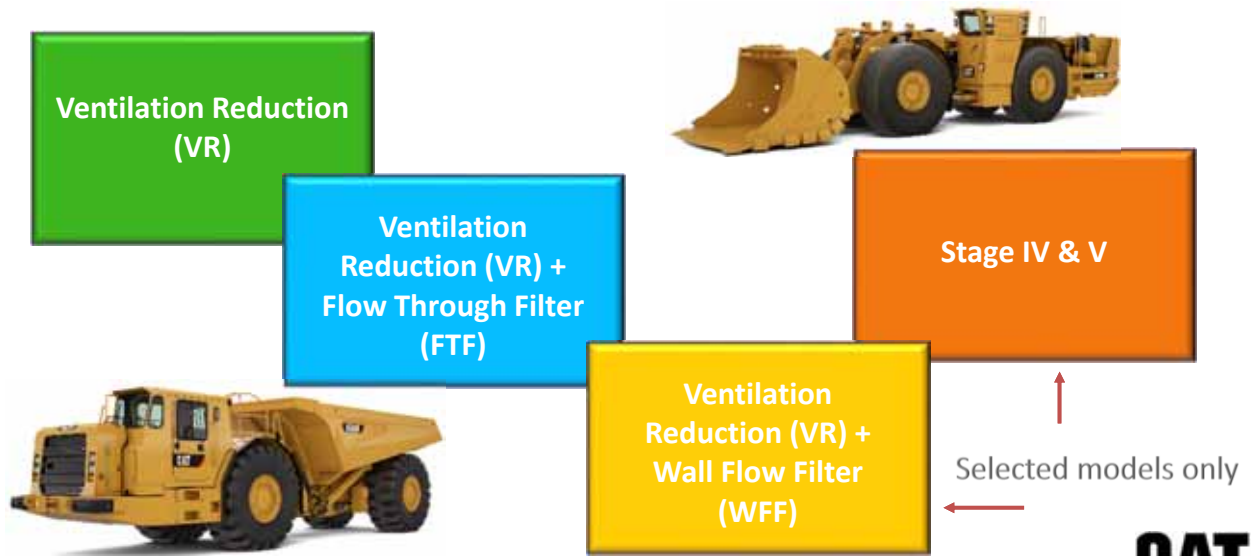 Ventilation Reduction
(VR)
Ventilation
Reduction (VR) +
Flow Through Filter
(FTF)
Ventilation
Reduction (VR) +
Wall Flow Filter
(WFF)
Stage IV & V
Selected models only
CAT